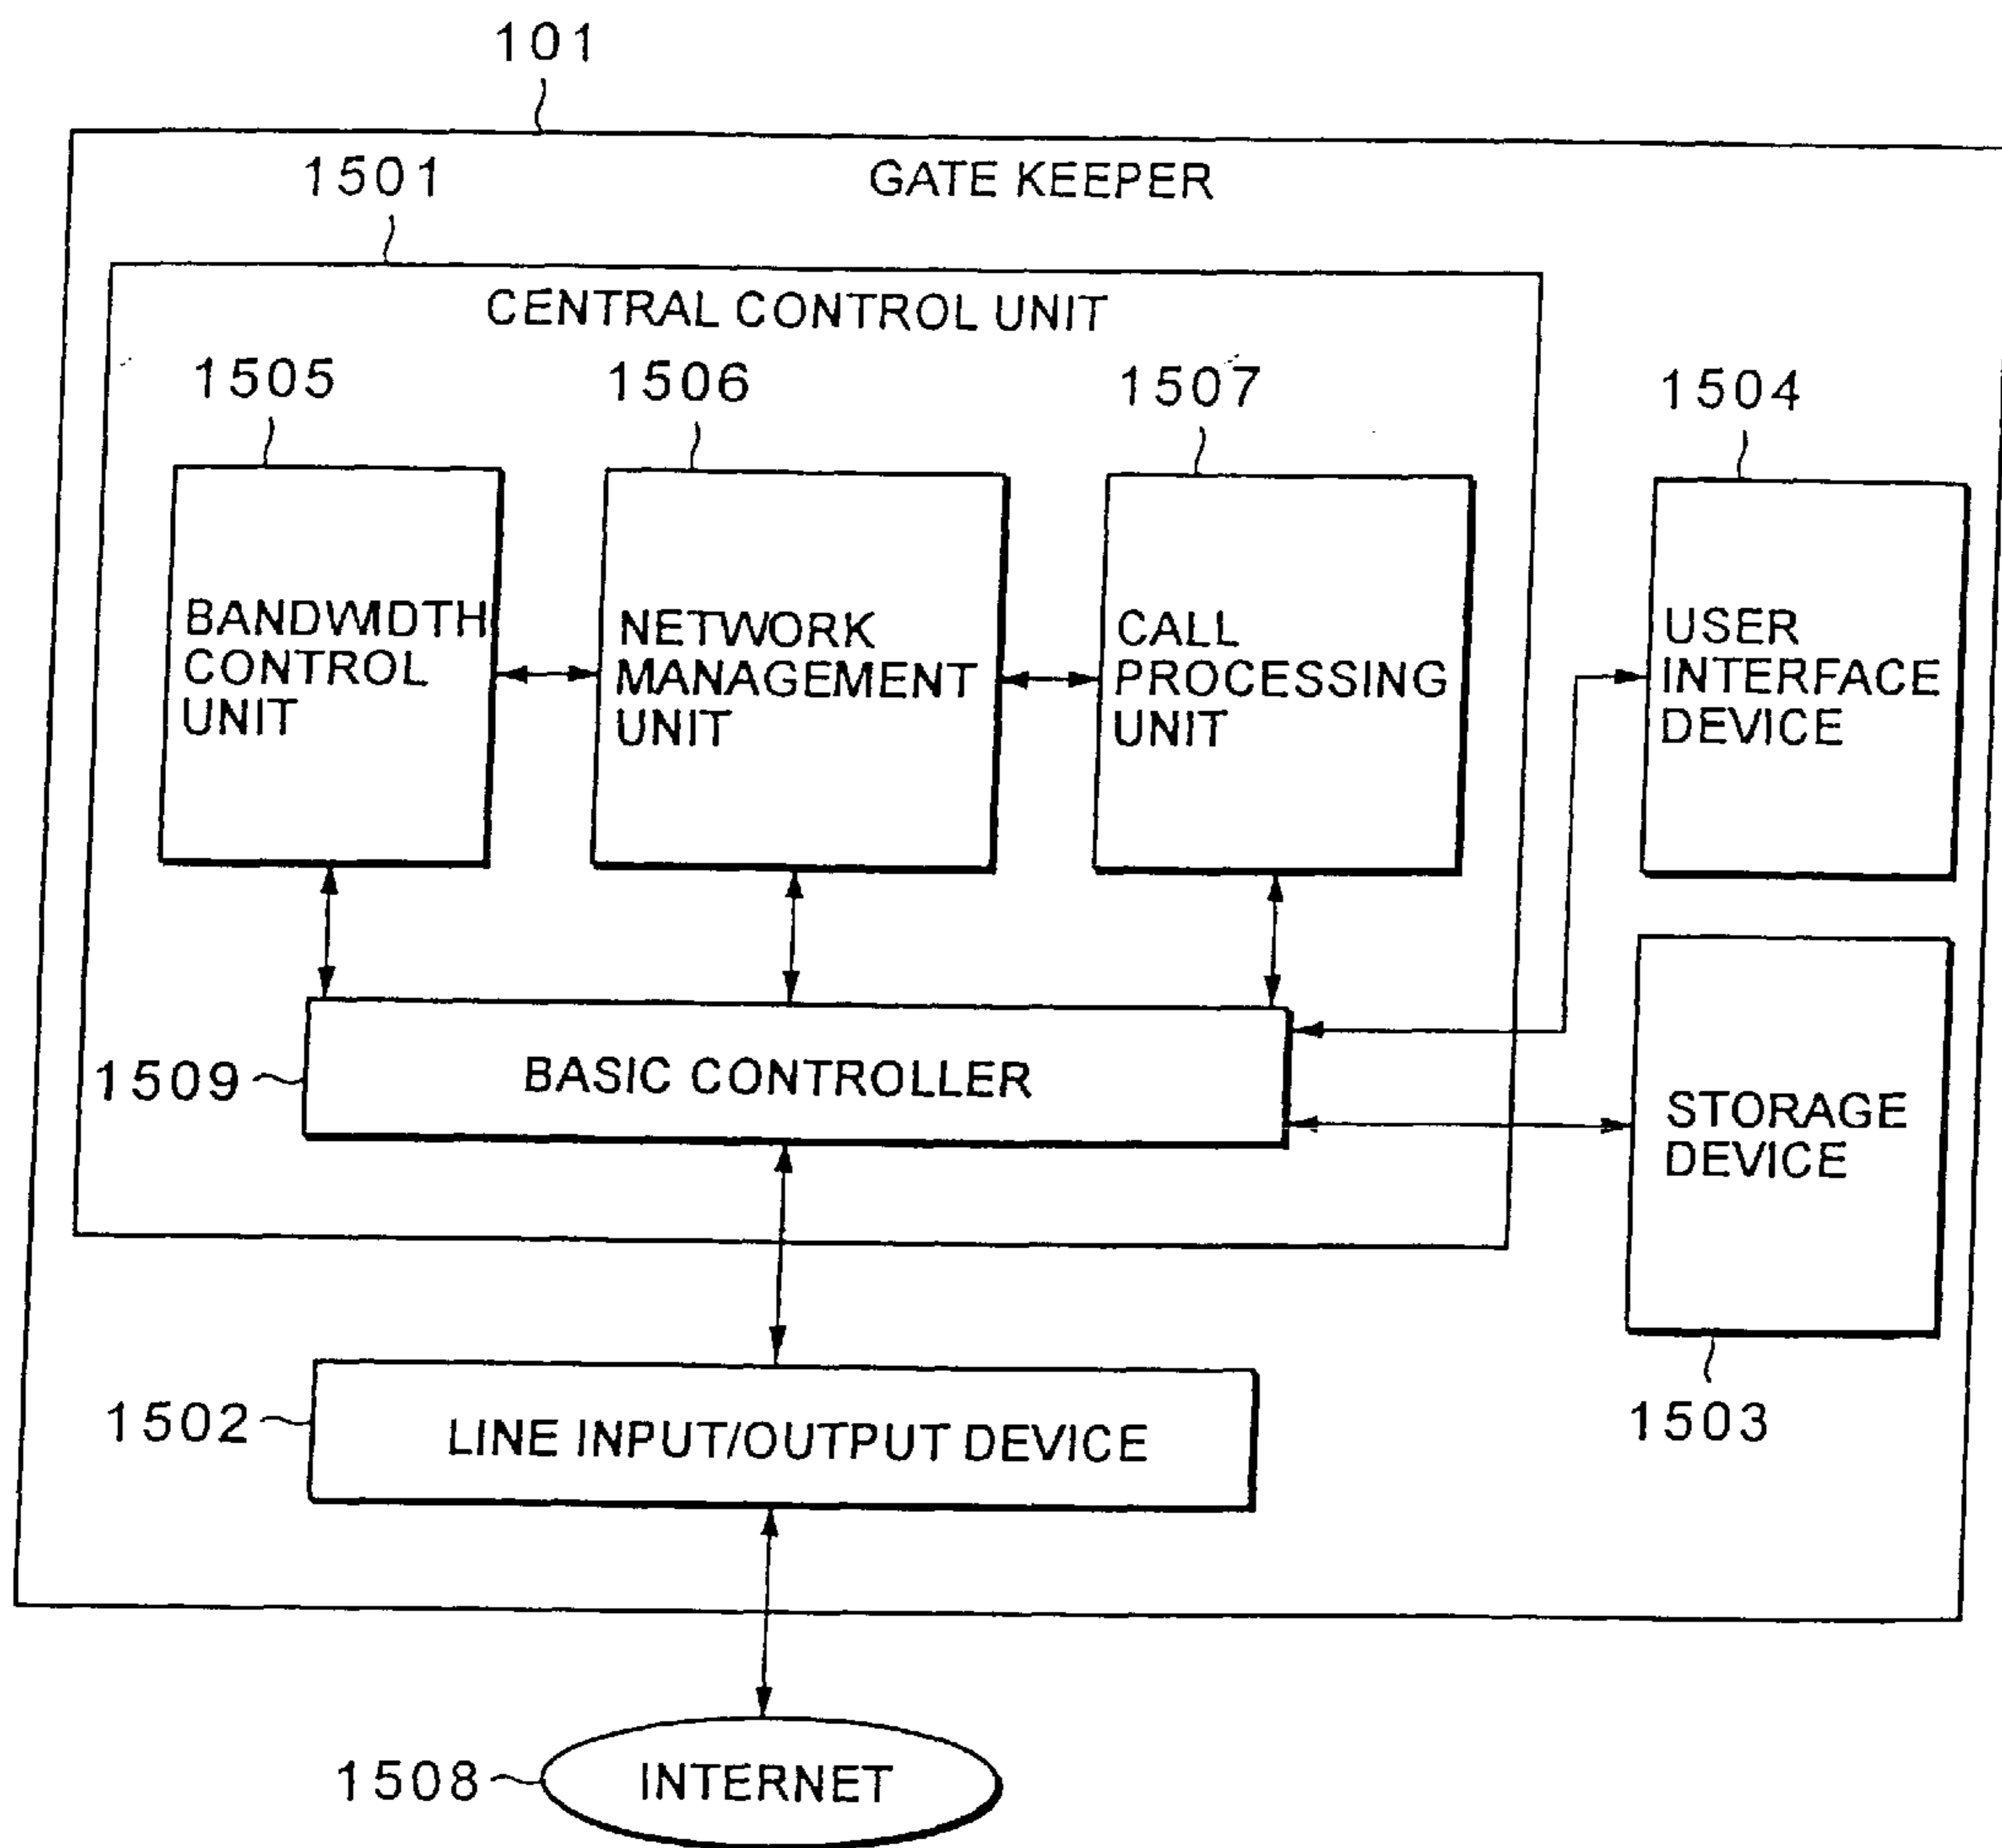 101
1501
GATE KEEPER
CENTRAL CONTROL UNIT
1505
1506
1507
1504
BANDWIDTH
CONTROL
UNIT
NETWORK
MANAGEMENT
UNIT
CALL
PROCESSING
UNIT
USER
INTERFACE
DEVICE
1509
BASIC CONTROLLER
STORAGE
DEVICE
1503
1502
LINE INPUT/OUTPUT DEVICE
1508
INTERNET